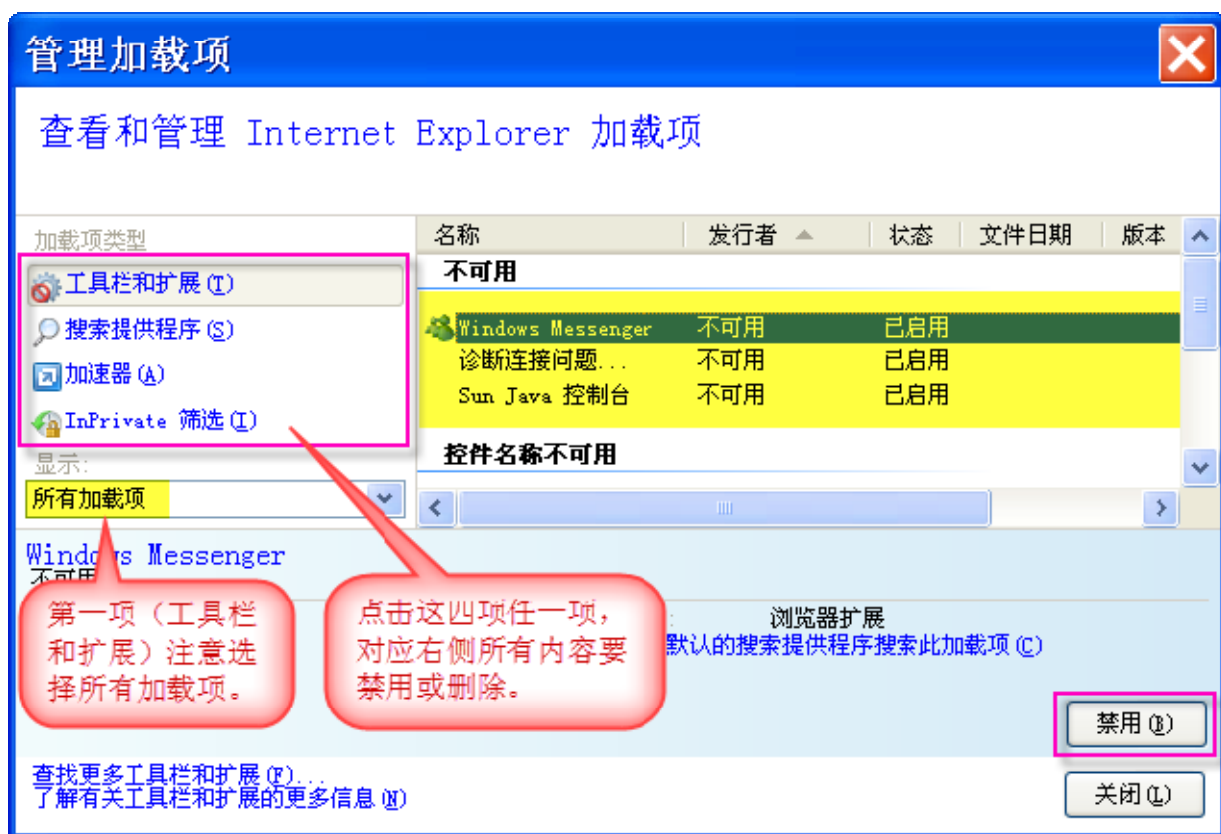 管理加载项
查看和管理 Internet Explorer 加载项
加载项类型
工具栏和扩展(T)
搜索提供程序(S)
加速器(A)
InPrivate 筛选(I)
显示:
所有加载项
名称 发行者 状态 文件日期 版本
不可用
Windows Messenger 不可用 已启用
诊断连接问题... 不可用 已启用
Sun Java 控制台 不可用 已启用
控件名称不可用
Windows Messenger
不可用
第一项（工具栏
和扩展）注意选
择所有加载项。
点击这四项任一项，
对应右侧所有内容要
禁用或删除。
: 浏览器扩展
默认的搜索提供程序搜索此加载项(C)
禁用(B)
查找更多工具栏和扩展(F)...
了解有关工具栏和扩展的更多信息(N)
关闭(L)